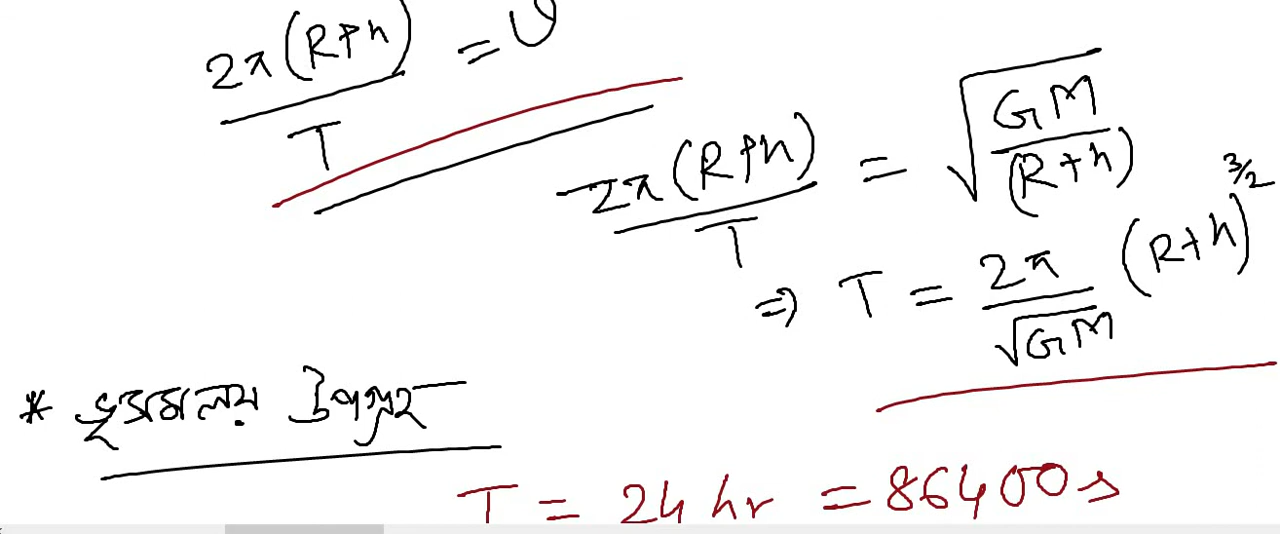 2π(R+h)/T = v
2π(R+h)/T = √(GM/(R+h))
⇒ T = 2π/√GM (R+h)^3/2
* ভূ উপগ্রহ
T = 24 hr = 86400 s